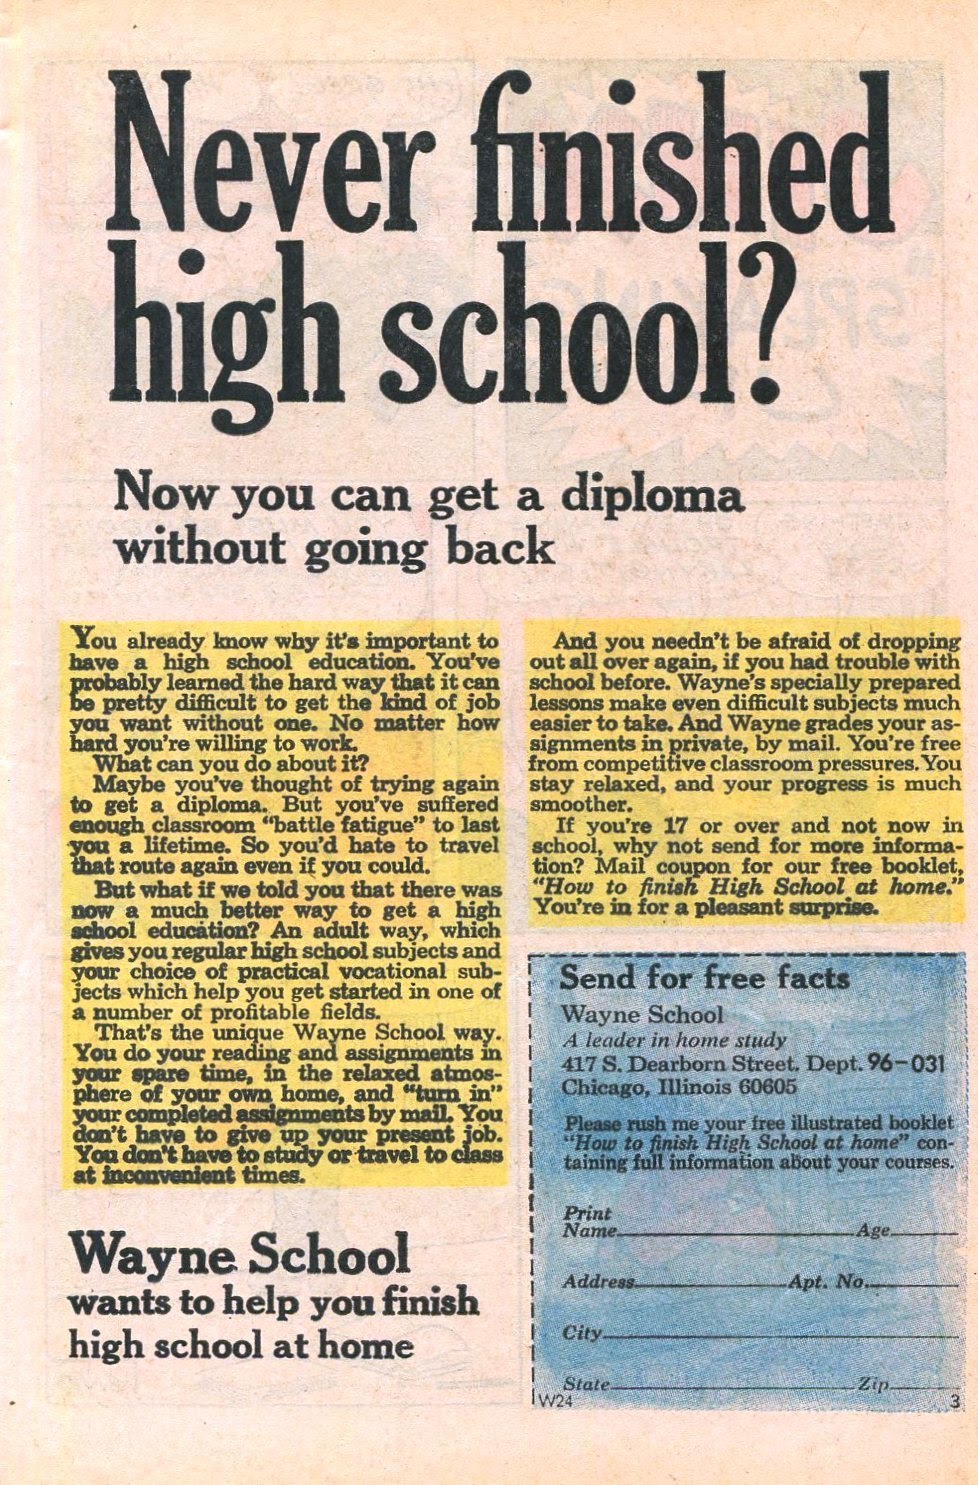 Never finished
high school?
Now you can get a diploma
without going back
You already know why it's important to
have a high school education. You've
probably learned the hard way that it can
be pretty difficult to get the kind of job
you want without one. No matter how
hard you're willing to work.
What can you do about it?
Maybe you've thought of trying again
to get a diploma. But you've suffered
enough classroom "battle fatigue" to last
you a lifetime. So you'd hate to travel
that route again even if you could.
But what if we told you that there was
now a much better way to get a high
school education? An adult way, which
gives you regular high school subjects and
your choice of practical vocational sub-
jects which help you get started in one of
a number of profitable fields.
That's the unique Wayne School way.
You do your reading and assignments in
your spare time, in the relaxed atmos-
phere of your own home, and "turn in"
your completed assignments by mail. You
don't have to give up your present job.
You don't have to study or travel to class
at inconvenient times.
Wayne School
wants to help you finish
high school at home
And you needn't be afraid of dropping
out all over again, if you had trouble with
school before. Wayne's specially prepared
lessons make even difficult subjects much
easier to take. And Wayne grades your as-
signments in private, by mail. You're free
from competitive classroom pressures. You
stay relaxed, and your progress is much
smoother.
If you're 17 or over and not now in
school, why not send for more informa-
tion? Mail coupon for our free booklet,
"How to finish High School at home."
You're in for a pleasant surprise.
Send for free facts
Wayne School
A leader in home study
417 S. Dearborn Street, Dept. 96-031
Chicago, Illinois 60605
Please rush me your free illustrated booklet
"How to finish High School at home" con-
taining full information about your courses.
Print
Name Age
Address Apt. No.
City
State Zip
W24 3